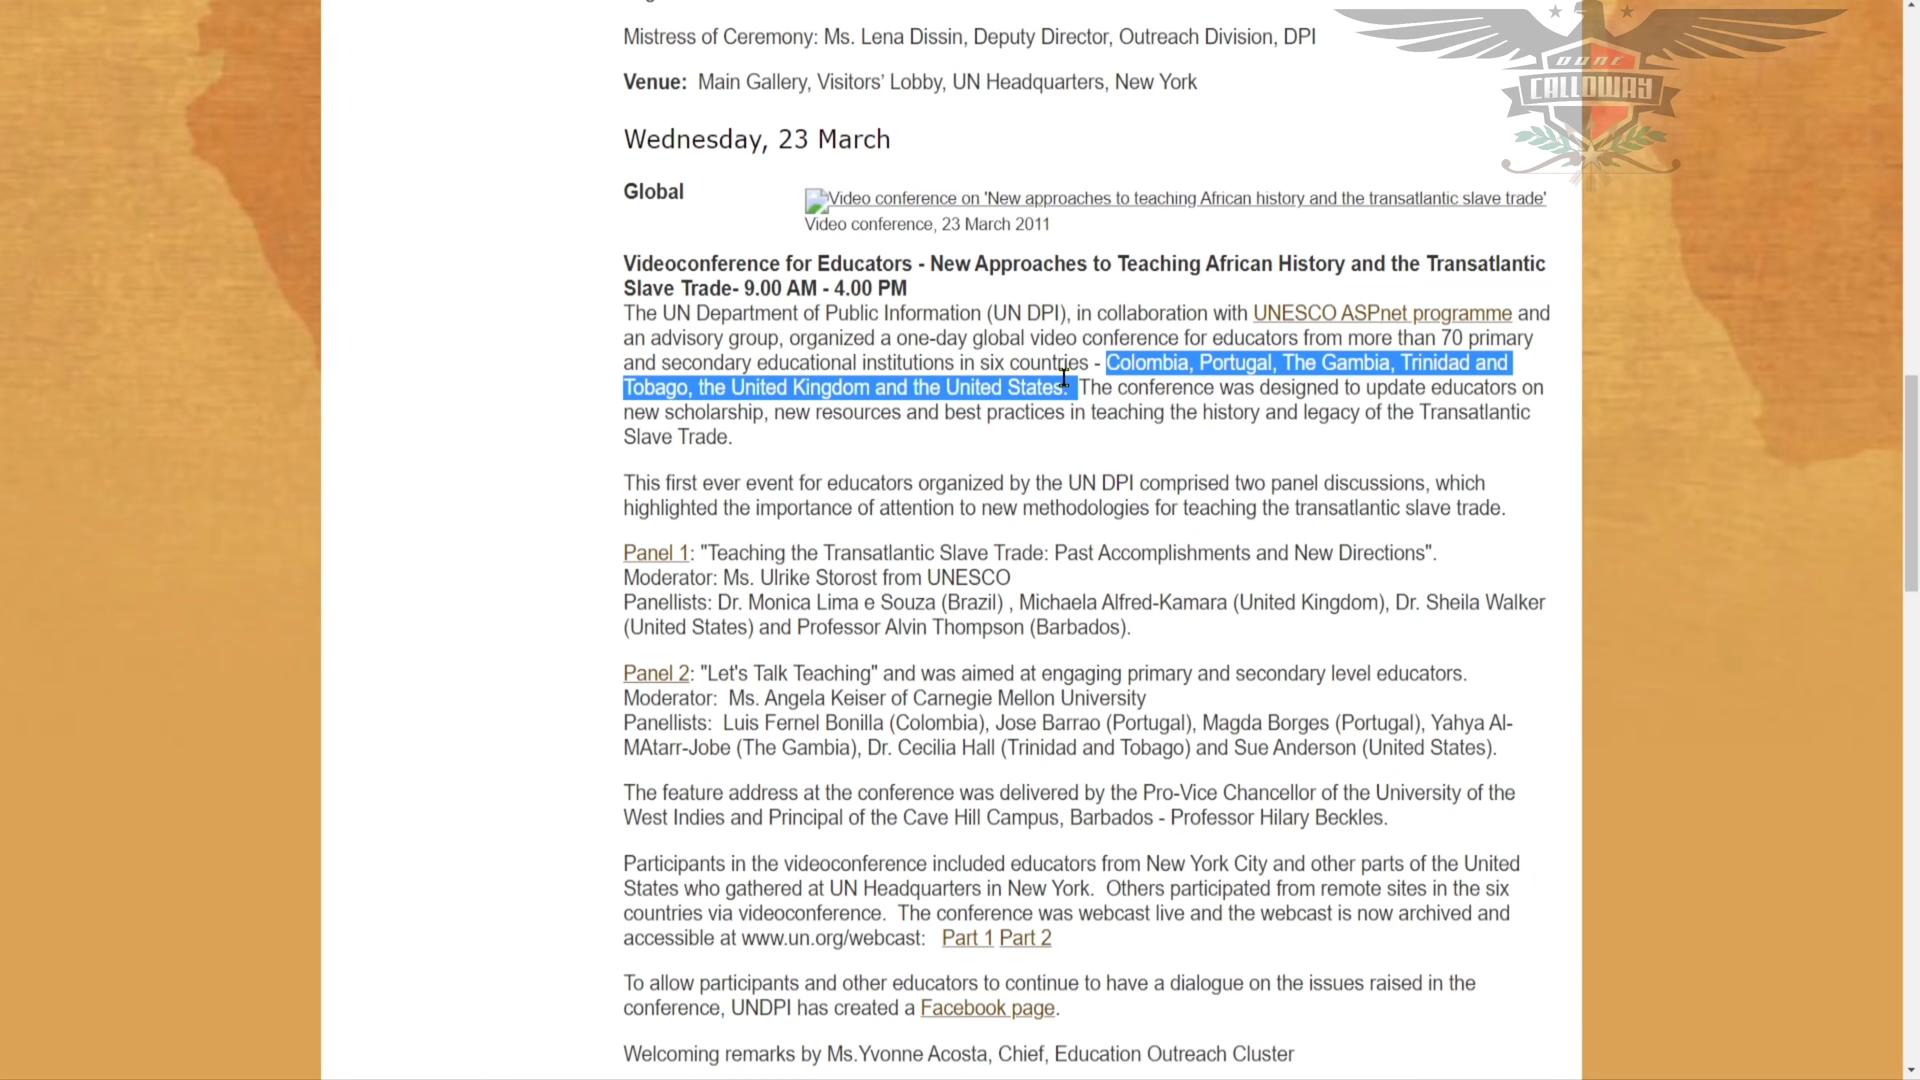 Mistress of Ceremony: Ms. Lena Dissin, Deputy Director, Outreach Division, DPI
DUNE
CALLOWAY
Venue: Main Gallery, Visitors’ Lobby, UN Headquarters, New York
Wednesday, 23 March
Global
Video conference on 'New approaches to teaching African history and the transatlantic slave trade'
Video conference, 23 March 2011
Videoconference for Educators - New Approaches to Teaching African History and the Transatlantic
Slave Trade- 9.00 AM - 4.00 PM
The UN Department of Public Information (UN DPI), in collaboration with UNESCO ASPnet programme and
an advisory group, organized a one-day global video conference for educators from more than 70 primary
and secondary educational institutions in six countries - Colombia, Portugal, The Gambia, Trinidad and
Tobago, the United Kingdom and the United States. The conference was designed to update educators on
new scholarship, new resources and best practices in teaching the history and legacy of the Transatlantic
Slave Trade.
This first ever event for educators organized by the UN DPI comprised two panel discussions, which
highlighted the importance of attention to new methodologies for teaching the transatlantic slave trade.
Panel 1: "Teaching the Transatlantic Slave Trade: Past Accomplishments and New Directions".
Moderator: Ms. Ulrike Storost from UNESCO
Panellists: Dr. Monica Lima e Souza (Brazil) , Michaela Alfred-Kamara (United Kingdom), Dr. Sheila Walker
(United States) and Professor Alvin Thompson (Barbados).
Panel 2: "Let's Talk Teaching" and was aimed at engaging primary and secondary level educators.
Moderator: Ms. Angela Keiser of Carnegie Mellon University
Panellists: Luis Fernel Bonilla (Colombia), Jose Barrao (Portugal), Magda Borges (Portugal), Yahya Al-
MAtarr-Jobe (The Gambia), Dr. Cecilia Hall (Trinidad and Tobago) and Sue Anderson (United States).
The feature address at the conference was delivered by the Pro-Vice Chancellor of the University of the
West Indies and Principal of the Cave Hill Campus, Barbados - Professor Hilary Beckles.
Participants in the videoconference included educators from New York City and other parts of the United
States who gathered at UN Headquarters in New York. Others participated from remote sites in the six
countries via videoconference. The conference was webcast live and the webcast is now archived and
accessible at www.un.org/webcast: Part 1 Part 2
To allow participants and other educators to continue to have a dialogue on the issues raised in the
conference, UNDPI has created a Facebook page.
Welcoming remarks by Ms.Yvonne Acosta, Chief, Education Outreach Cluster